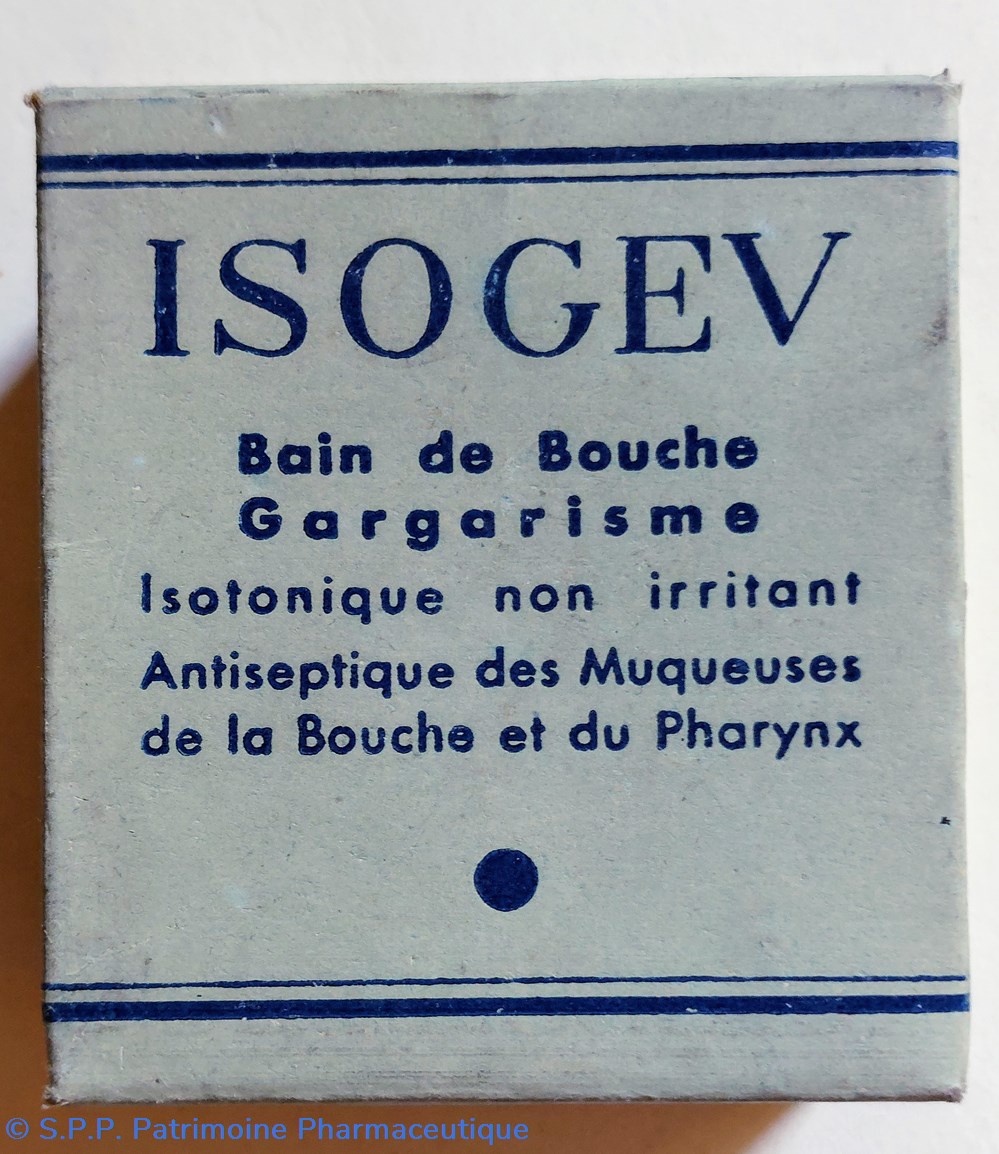 ISOGEV
Bain de Bouche
Gargarisme
Isotonique non irritant
Antiseptique des Muqueuses
de la Bouche et du Pharynx
© S.P.P. Patrimoine Pharmaceutique